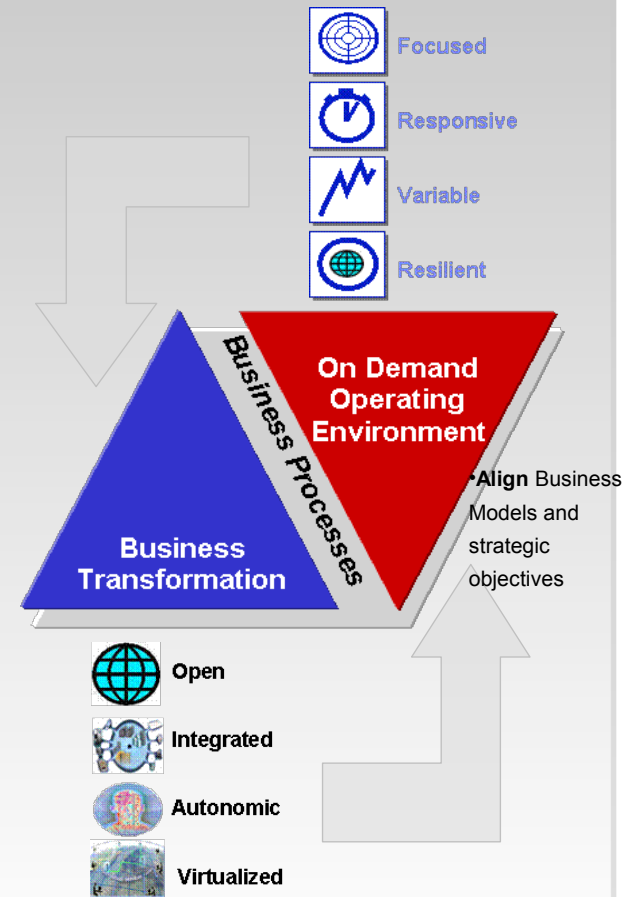 Focused
Responsive
Variable
Resilient
Business Processes
On Demand
Operating
Environment
•Align Business
Models and
strategic
objectives
Business
Transformation
Open
Integrated
Autonomic
Virtualized